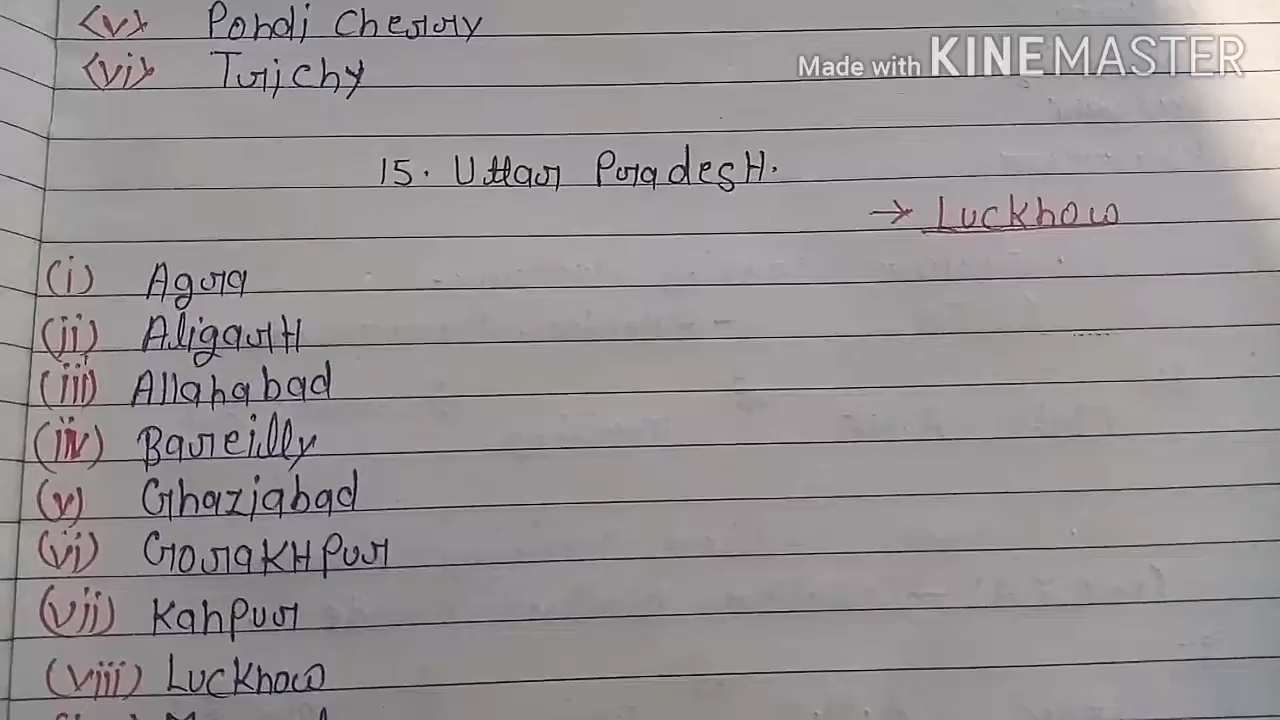 <v> Pondi Cherry
<vi> Trichy
Made with KINEMASTER
15. Uttar PradesH.
→ Lucknow
(i) Agra
(ii) AligarH
(iii) Allahabad
(iv) Bareilly
(v) Ghaziabad
(vi) GorakHpur
(vii) Kanpur
(viii) Lucknow